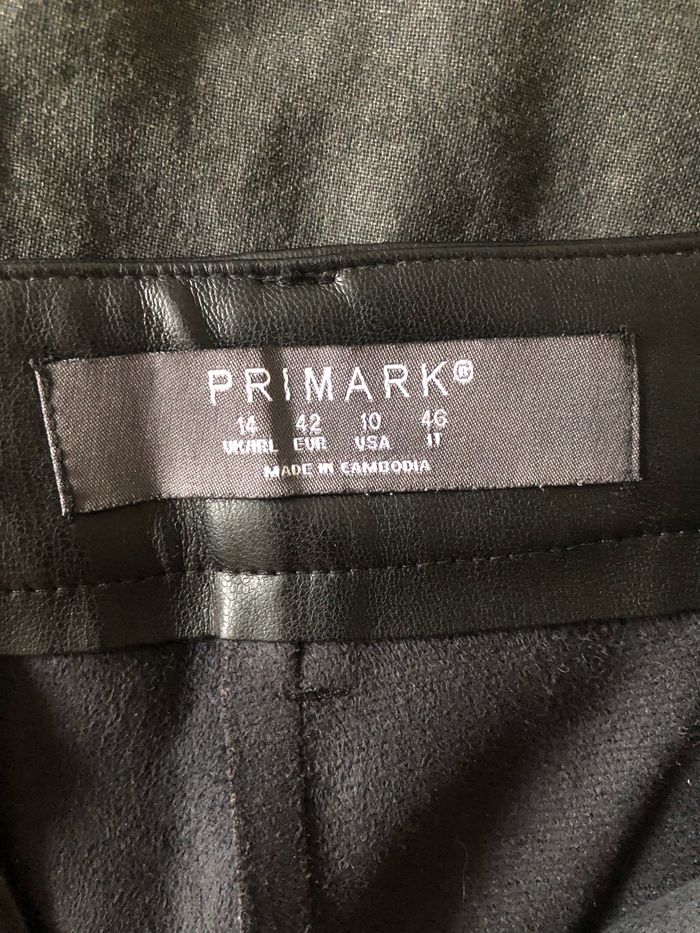 PRIMARK®
14 42 10 46
UK/IRL EUR USA IT
MADE IN CAMBODIA